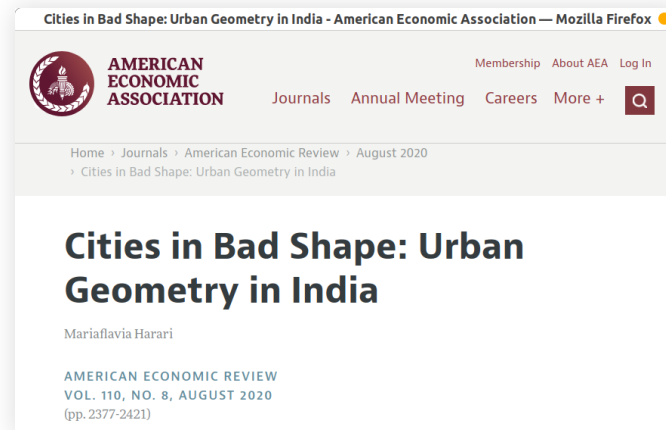 Cities in Bad Shape: Urban Geometry in India - American Economic Association — Mozilla Firefox
AMERICAN
ECONOMIC
ASSOCIATION
Membership About AEA Log In
Journals Annual Meeting Careers More +
Home › Journals › American Economic Review › August 2020
› Cities in Bad Shape: Urban Geometry in India
Cities in Bad Shape: Urban
Geometry in India
Mariaflavia Harari
AMERICAN ECONOMIC REVIEW
VOL. 110, NO. 8, AUGUST 2020
(pp. 2377-2421)